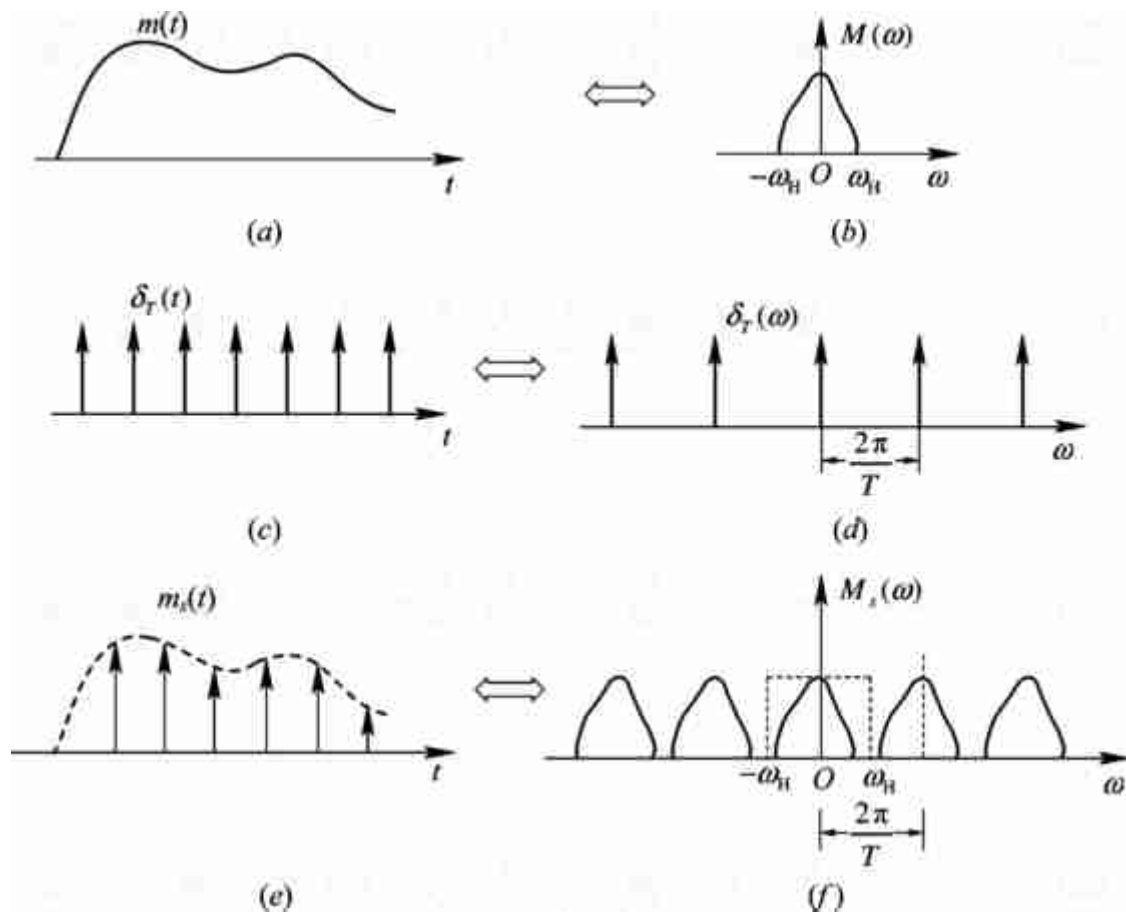 m(t)
M(ω)
t
−ω_H O ω_H ω
(a)
(b)
δ_T(t)
δ_T(ω)
t
ω
2π
T
(c)
(d)
m_s(t)
M_s(ω)
t
−ω_H O ω_H ω
2π
T
(e)
(f)